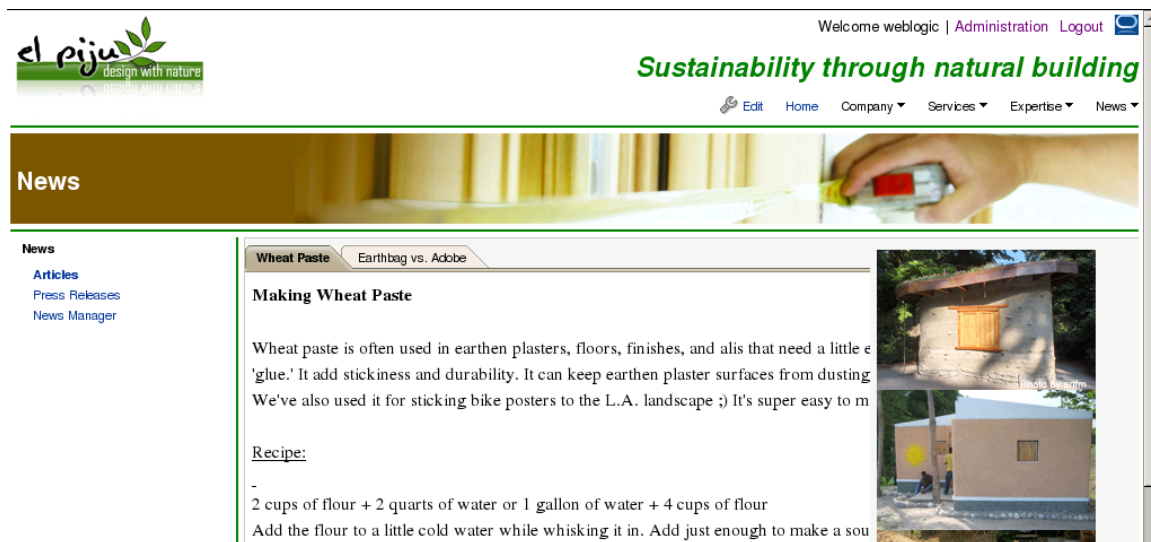 el piju
design with nature
Welcome weblogic | Administration Logout
Sustainability through natural building
Edit Home Company Services Expertise News
News
News
Articles
Press Releases
News Manager
Wheat Paste Earthbag vs. Adobe
Making Wheat Paste
Wheat paste is often used in earthen plasters, floors, finishes, and alis that need a little e
'glue.' It add stickiness and durability. It can keep earthen plaster surfaces from dusting
We've also used it for sticking bike posters to the L.A. landscape ;) It's super easy to m
Recipe:
2 cups of flour + 2 quarts of water or 1 gallon of water + 4 cups of flour
Add the flour to a little cold water while whisking it in. Add just enough to make a sou
Photo by arifm